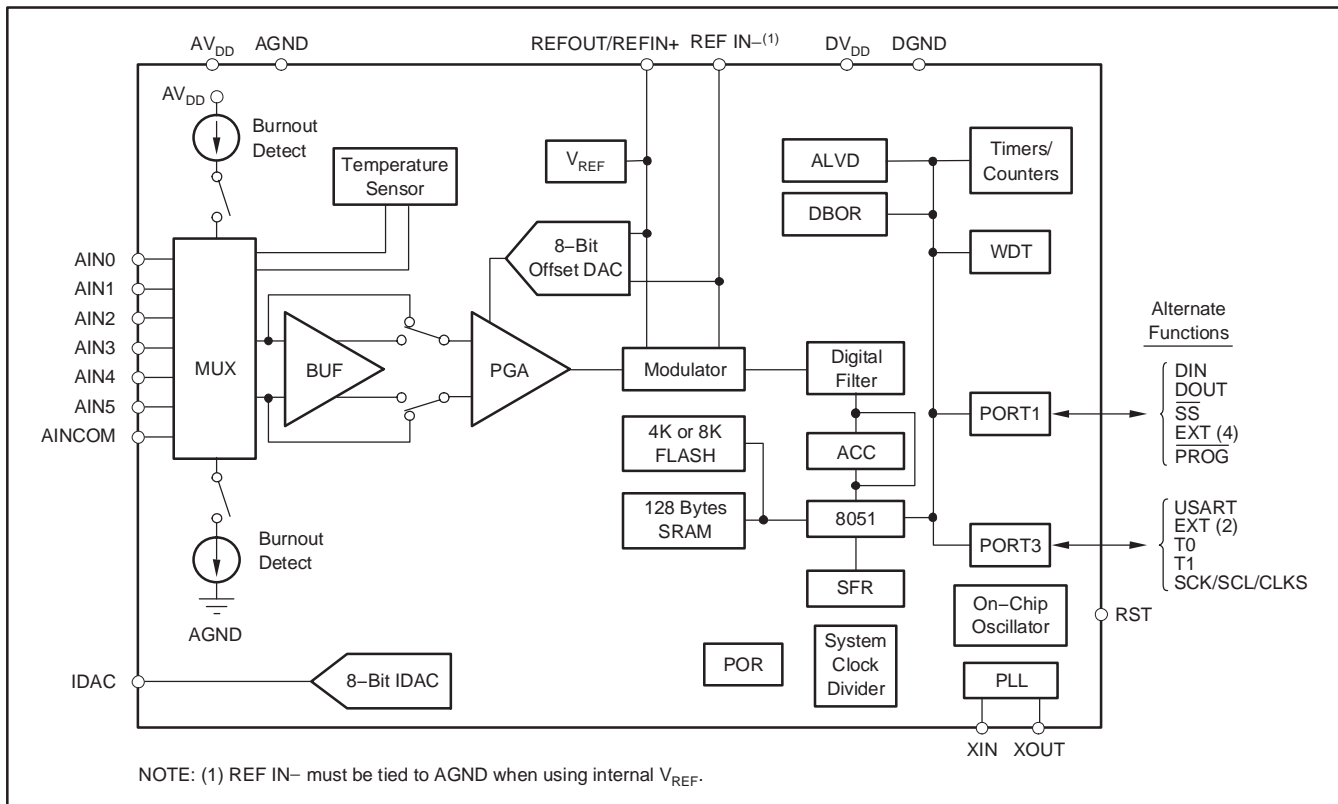 AVDD AGND REFOUT/REFIN+ REF IN–(1) DVDD DGND
AVDD
Burnout
Detect
Temperature
Sensor
VREF
ALVD
Timers/
Counters
DBOR
WDT
8–Bit
Offset DAC
AIN0
AIN1
AIN2
AIN3
AIN4
AIN5
AINCOM
MUX
BUF
PGA
Modulator
Digital
Filter
Alternate
Functions
PORT1
DIN
DOUT
SS
EXT (4)
PROG
4K or 8K
FLASH
ACC
128 Bytes
SRAM
8051
PORT3
USART
EXT (2)
T0
T1
SCK/SCL/CLKS
Burnout
Detect
AGND
SFR
On–Chip
Oscillator
RST
IDAC
8–Bit IDAC
POR
System
Clock
Divider
PLL
XIN XOUT
NOTE: (1) REF IN– must be tied to AGND when using internal VREF.